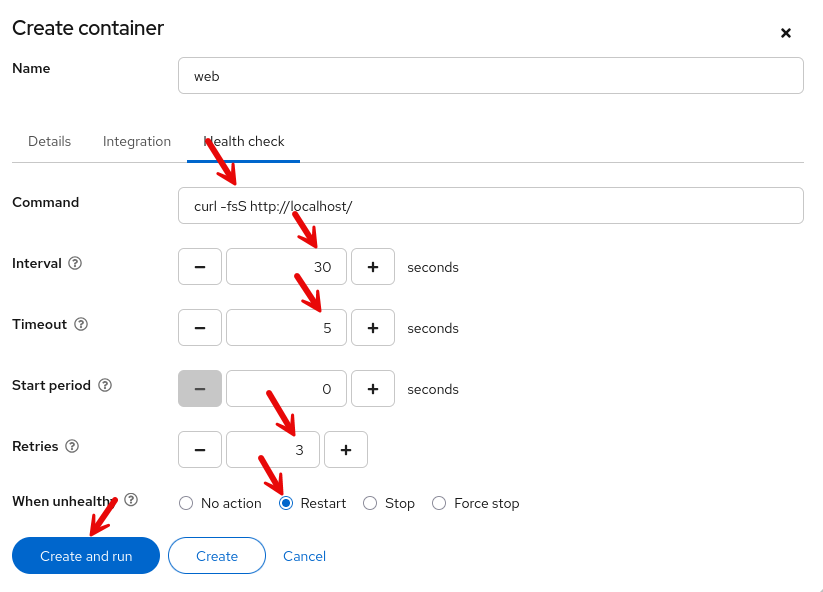 Create container
Name
web
Details Integration Health check
Command
curl -fsS http://localhost/
Interval
30
seconds
Timeout
5
seconds
Start period
0
seconds
Retries
3
When unhealthy
No action Restart Stop Force stop
Create and run Create Cancel